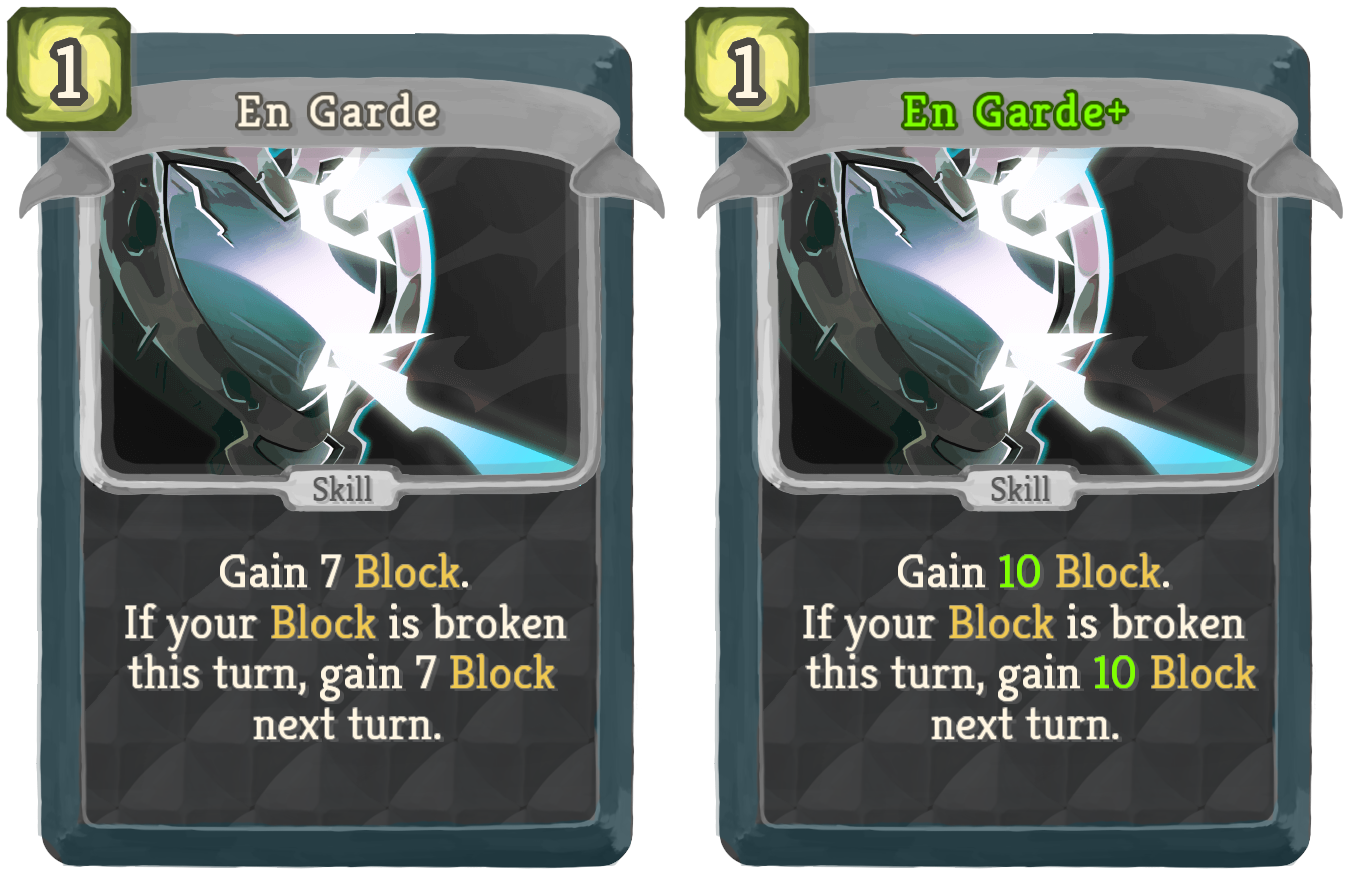 1
En Garde
Skill
Gain 7 Block.
If your Block is broken
this turn, gain 7 Block
next turn.
1
En Garde+
Skill
Gain 10 Block.
If your Block is broken
this turn, gain 10 Block
next turn.